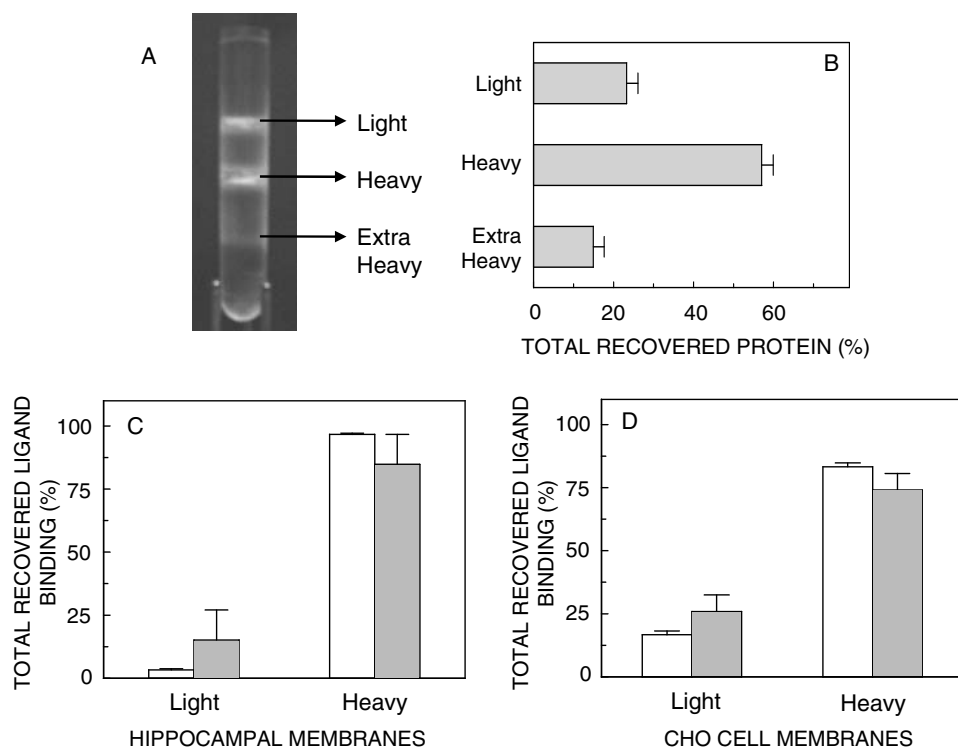 A
Light
Heavy
Extra
Heavy
B
Light
Heavy
Extra
Heavy
0 20 40 60
TOTAL RECOVERED PROTEIN (%)
C
TOTAL RECOVERED LIGAND
BINDING (%)
100
75
50
25
0
Light Heavy
HIPPOCAMPAL MEMBRANES
D
TOTAL RECOVERED LIGAND
BINDING (%)
100
75
50
25
0
Light Heavy
CHO CELL MEMBRANES